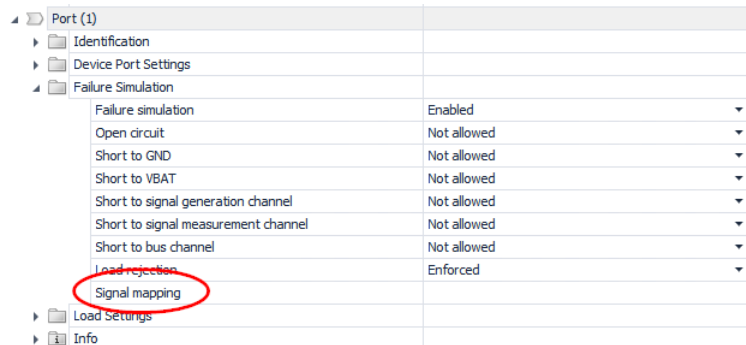 Port (1)
Identification
Device Port Settings
Failure Simulation
Failure simulation Enabled
Open circuit Not allowed
Short to GND Not allowed
Short to VBAT Not allowed
Short to signal generation channel Not allowed
Short to signal measurement channel Not allowed
Short to bus channel Not allowed
Load rejection Enforced
Signal mapping
Load Settings
Info